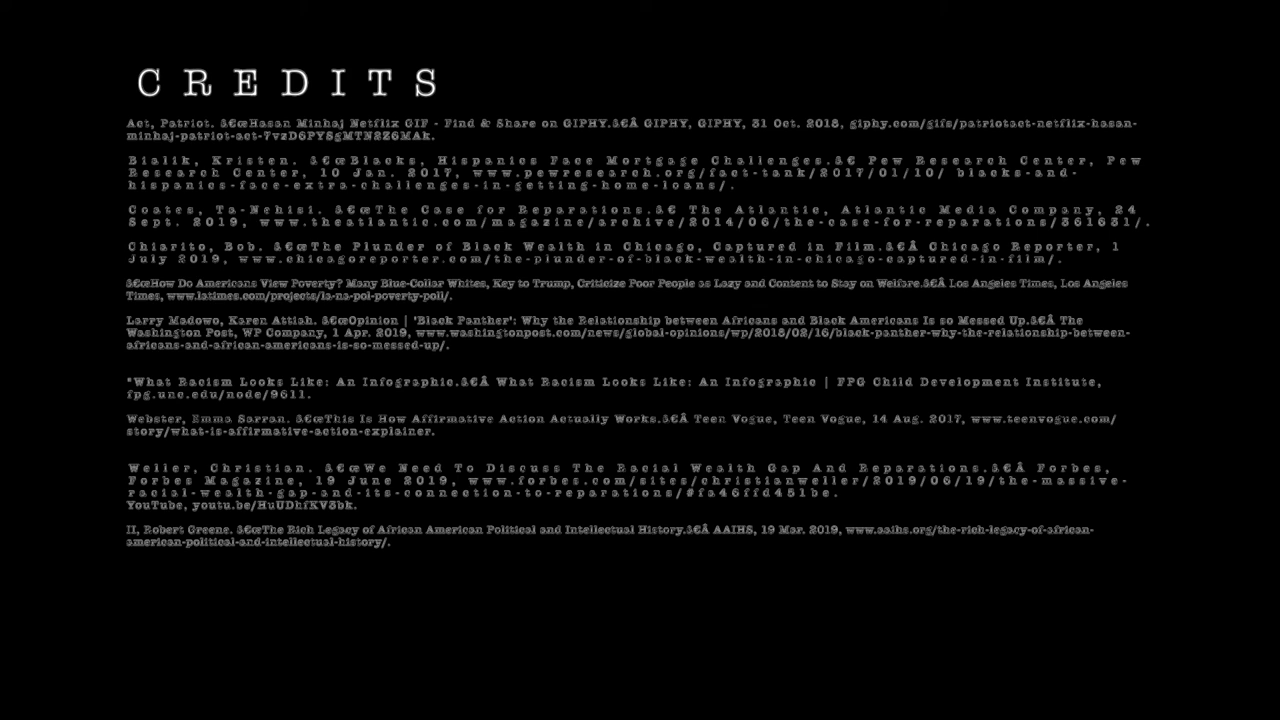 CREDITS
Act, Patriot. â€œHasan Minhaj Netflix GIF - Find & Share on GIPHY.â€Â GIPHY, GIPHY, 31 Oct. 2018, giphy.com/gifs/patriotact-netflix-hasan-
minhaj-patriot-act-7vzD6PYSgMTN2Z6MAk.
Bialik, Kristen. â€œBlacks, Hispanics Face Mortgage Challenges.â€ Pew Research Center, Pew
Research Center, 10 Jan. 2017, www.pewresearch.org/fact-tank/2017/01/10/ blacks-and-
hispanics-face-extra-challenges-in-getting-home-loans/.
Coates, Ta-Nehisi. â€œThe Case for Reparations.â€ The Atlantic, Atlantic Media Company, 24
Sept. 2019, www.theatlantic.com/magazine/archive/2014/06/the-case-for-reparations/361631/.
Chiarito, Bob. â€œThe Plunder of Black Wealth in Chicago, Captured in Film.â€Â Chicago Reporter, 1
July 2019, www.chicagoreporter.com/the-plunder-of-black-wealth-in-chicago-captured-in-film/.
â€œHow Do Americans View Poverty? Many Blue-Collar Whites, Key to Trump, Criticize Poor People as Lazy and Content to Stay on Welfare.â€Â Los Angeles Times, Los Angeles
Times, www.latimes.com/projects/la-na-pol-poverty-poll/.
Larry Madowo, Karen Attiah. â€œOpinion | 'Black Panther': Why the Relationship between Africans and Black Americans Is so Messed Up.â€Â The
Washington Post, WP Company, 1 Apr. 2019, www.washingtonpost.com/news/global-opinions/wp/2018/02/16/black-panther-why-the-relationship-between-
africans-and-african-americans-is-so-messed-up/.
"What Racism Looks Like: An Infographic.â€Â What Racism Looks Like: An Infographic | FPG Child Development Institute,
fpg.unc.edu/node/9611.
Webster, Emma Sarran. â€œThis Is How Affirmative Action Actually Works.â€Â Teen Vogue, Teen Vogue, 14 Aug. 2017, www.teenvogue.com/
story/what-is-affirmative-action-explainer.
Weller, Christian. â€œWe Need To Discuss The Racial Wealth Gap And Reparations.â€Â Forbes,
Forbes Magazine, 19 June 2019, www.forbes.com/sites/christianweller/2019/06/19/the-massive-
racial-wealth-gap-and-its-connection-to-reparations/#fa46ffd451be.
YouTube, youtu.be/HuUDhfKV3bk.
II, Robert Greene. â€œThe Rich Legacy of African American Political and Intellectual History.â€Â AAIHS, 19 Mar. 2019, www.aaihs.org/the-rich-legacy-of-african-
american-political-and-intellectual-history/.